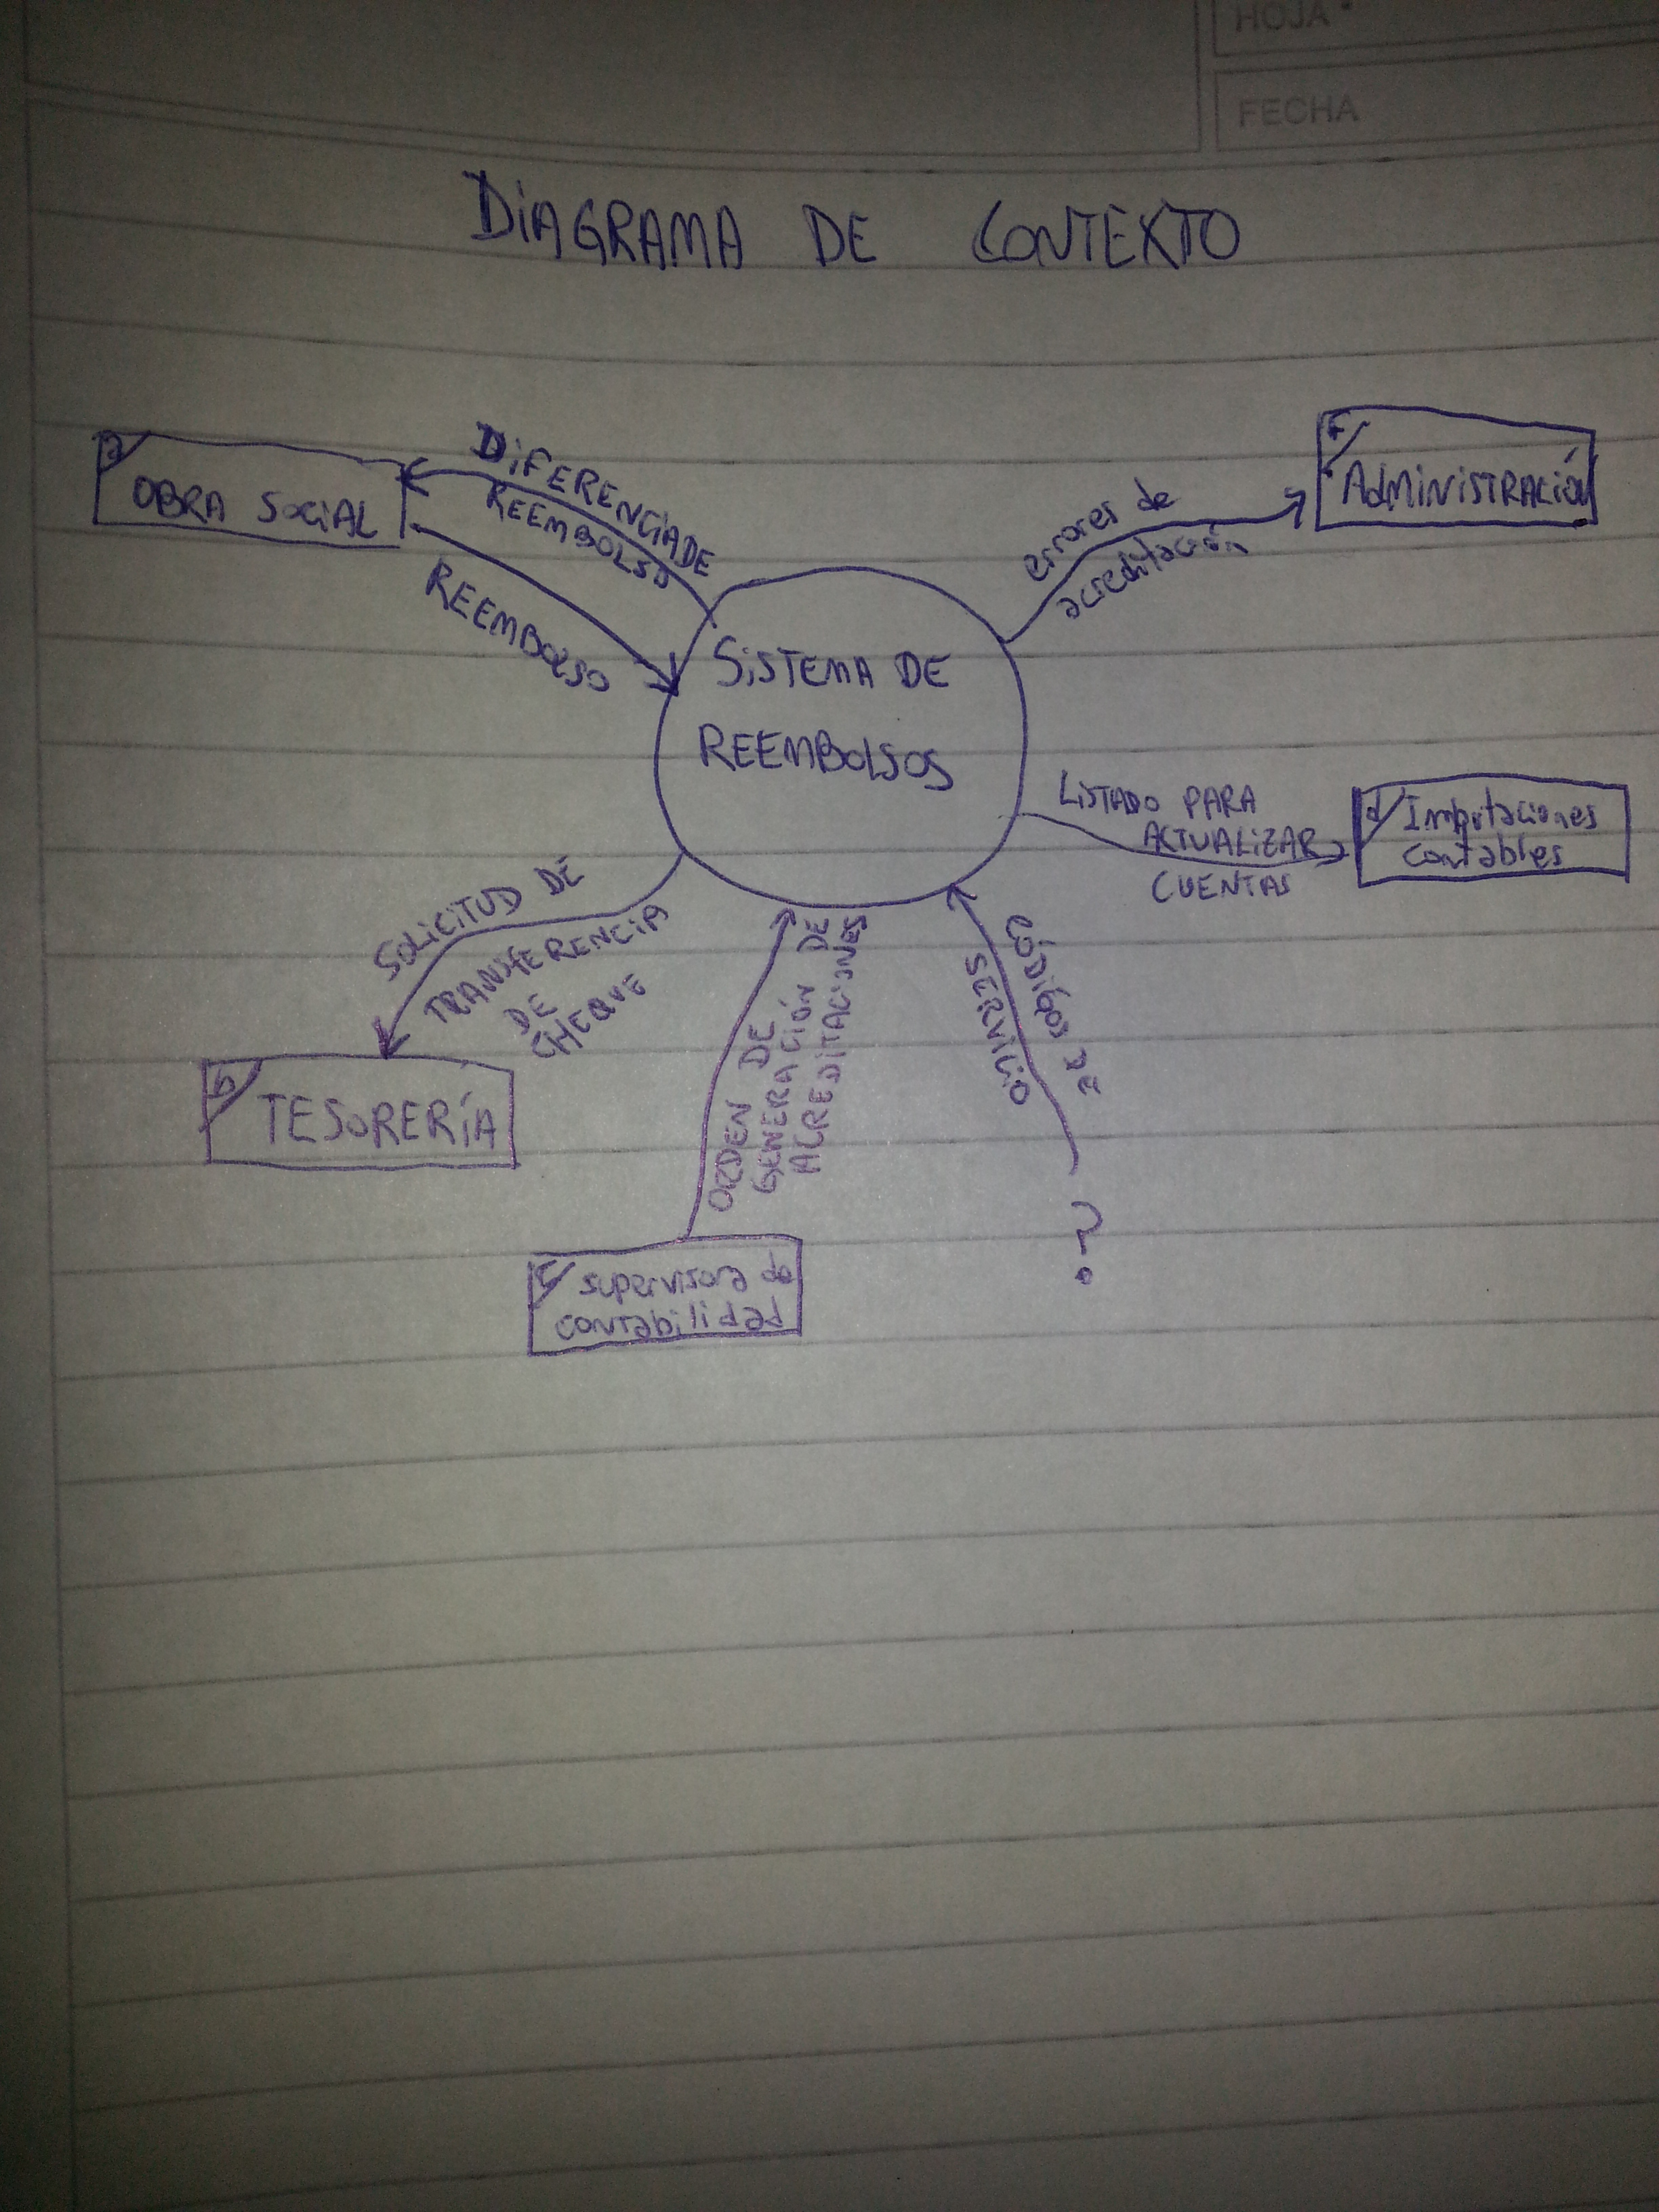 HOJA
FECHA
DIAGRAMA DE CONTEXTO
a
OBRA SOCIAL
DIFERENCIA DE
REEMBOLSO
REEMBOLSO
errores de
acreditación
ADMINISTRACIÓN
SISTEMA DE
REEMBOLSOS
LISTADO PARA
ACTUALIZAR
CUENTAS
d
Imputaciones
contables
SOLICITUD DE
TRANSFERENCIA
DE
CHEQUE
b
TESORERÍA
ORDEN DE
GENERACIÓN DE
ACREDITACIONES
CÓDIGOS DE
SERVICIO
?
c
supervisora de
contabilidad